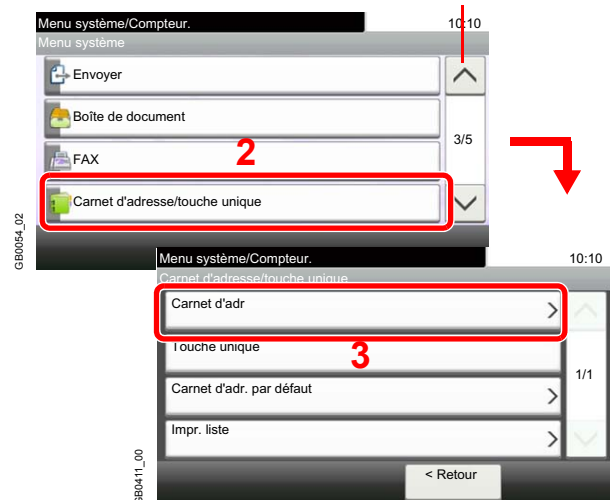 Menu système/Compteur. 10:10
Menu système
Envoyer
Boîte de document
3/5
FAX
2
Carnet d'adresse/touche unique
GB0054_02
Menu système/Compteur. 10:10
Carnet d'adresse/touche unique
Carnet d'adr
Touche unique
3
1/1
Carnet d'adr. par défaut
Impr. liste
< Retour
GB0411_00